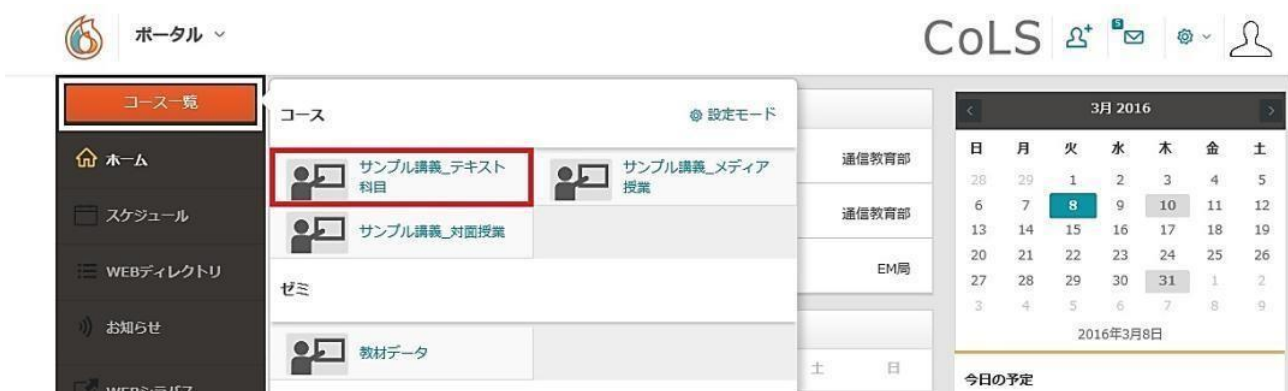 ポータル
CoLS
5
コース一覧
コース
設定モード
サンプル講義_テキスト
科目
サンプル講義_メディア
授業
サンプル講義_対面授業
ゼミ
教材データ
ホーム
スケジュール
WEBディレクトリ
お知らせ
WEBシラバス
通信教育部
通信教育部
EM局
土 日
3月 2016
日 月 火 水 木 金 土
28 29 1 2 3 4 5
6 7 8 9 10 11 12
13 14 15 16 17 18 19
20 21 22 23 24 25 26
27 28 29 30 31 1 2
3 4 5 6 7 8 9
2016年3月8日
今日の予定